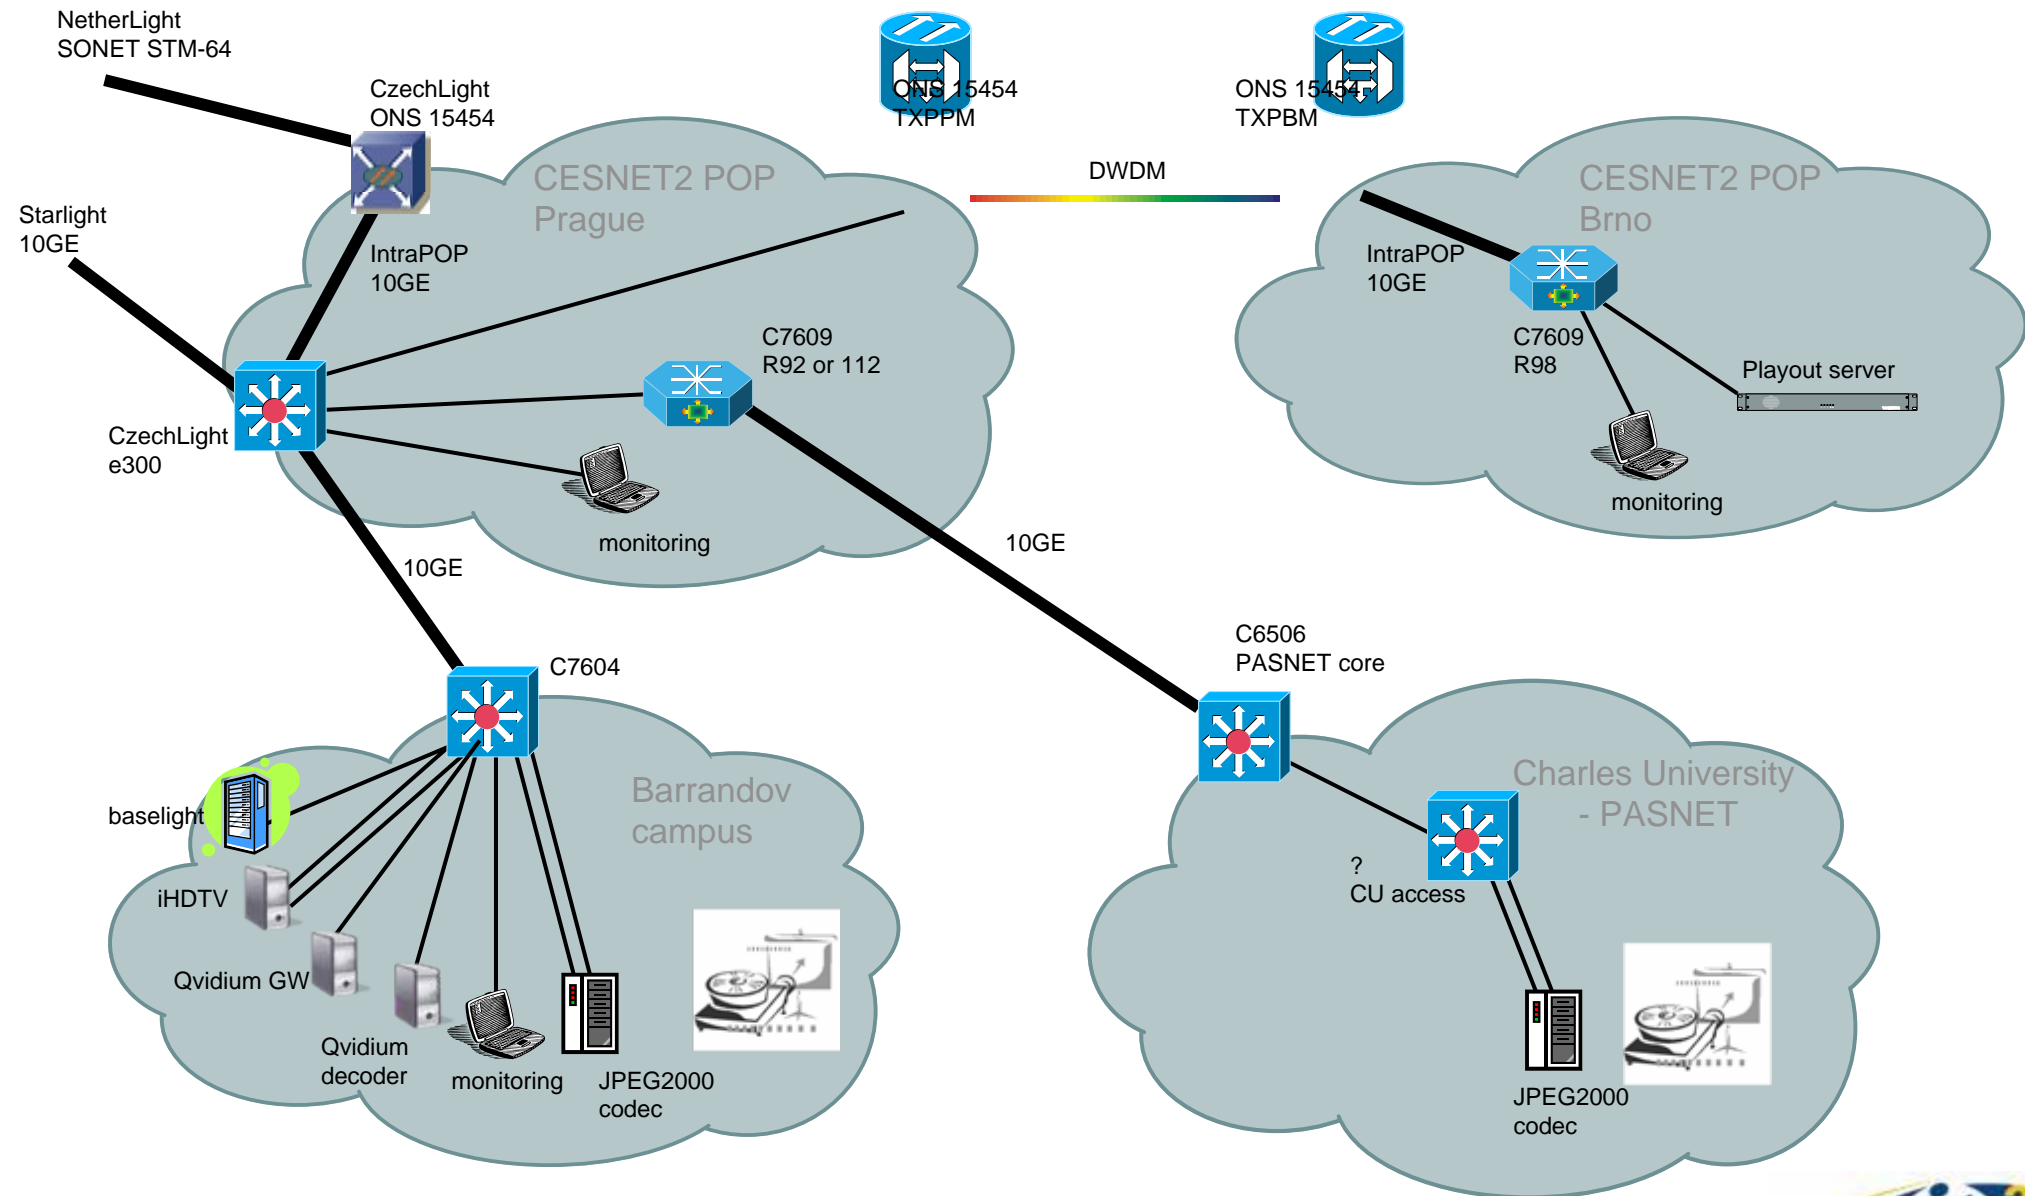 NetherLight
SONET STM-64
CzechLight
ONS 15454
ONS 15454
TXPPM
ONS 15454
TXPBM
DWDM
CESNET2 POP
Prague
CESNET2 POP
Brno
Starlight
10GE
IntraPOP
10GE
IntraPOP
10GE
C7609
R92 or 112
C7609
R98
Playout server
CzechLight
e300
monitoring
monitoring
10GE
10GE
C6506
PASNET core
C7604
Barrandov
campus
Charles University
- PASNET
baselight
?
CU access
iHDTV
Qvidium GW
Qvidium
decoder
monitoring
JPEG2000
codec
JPEG2000
codec